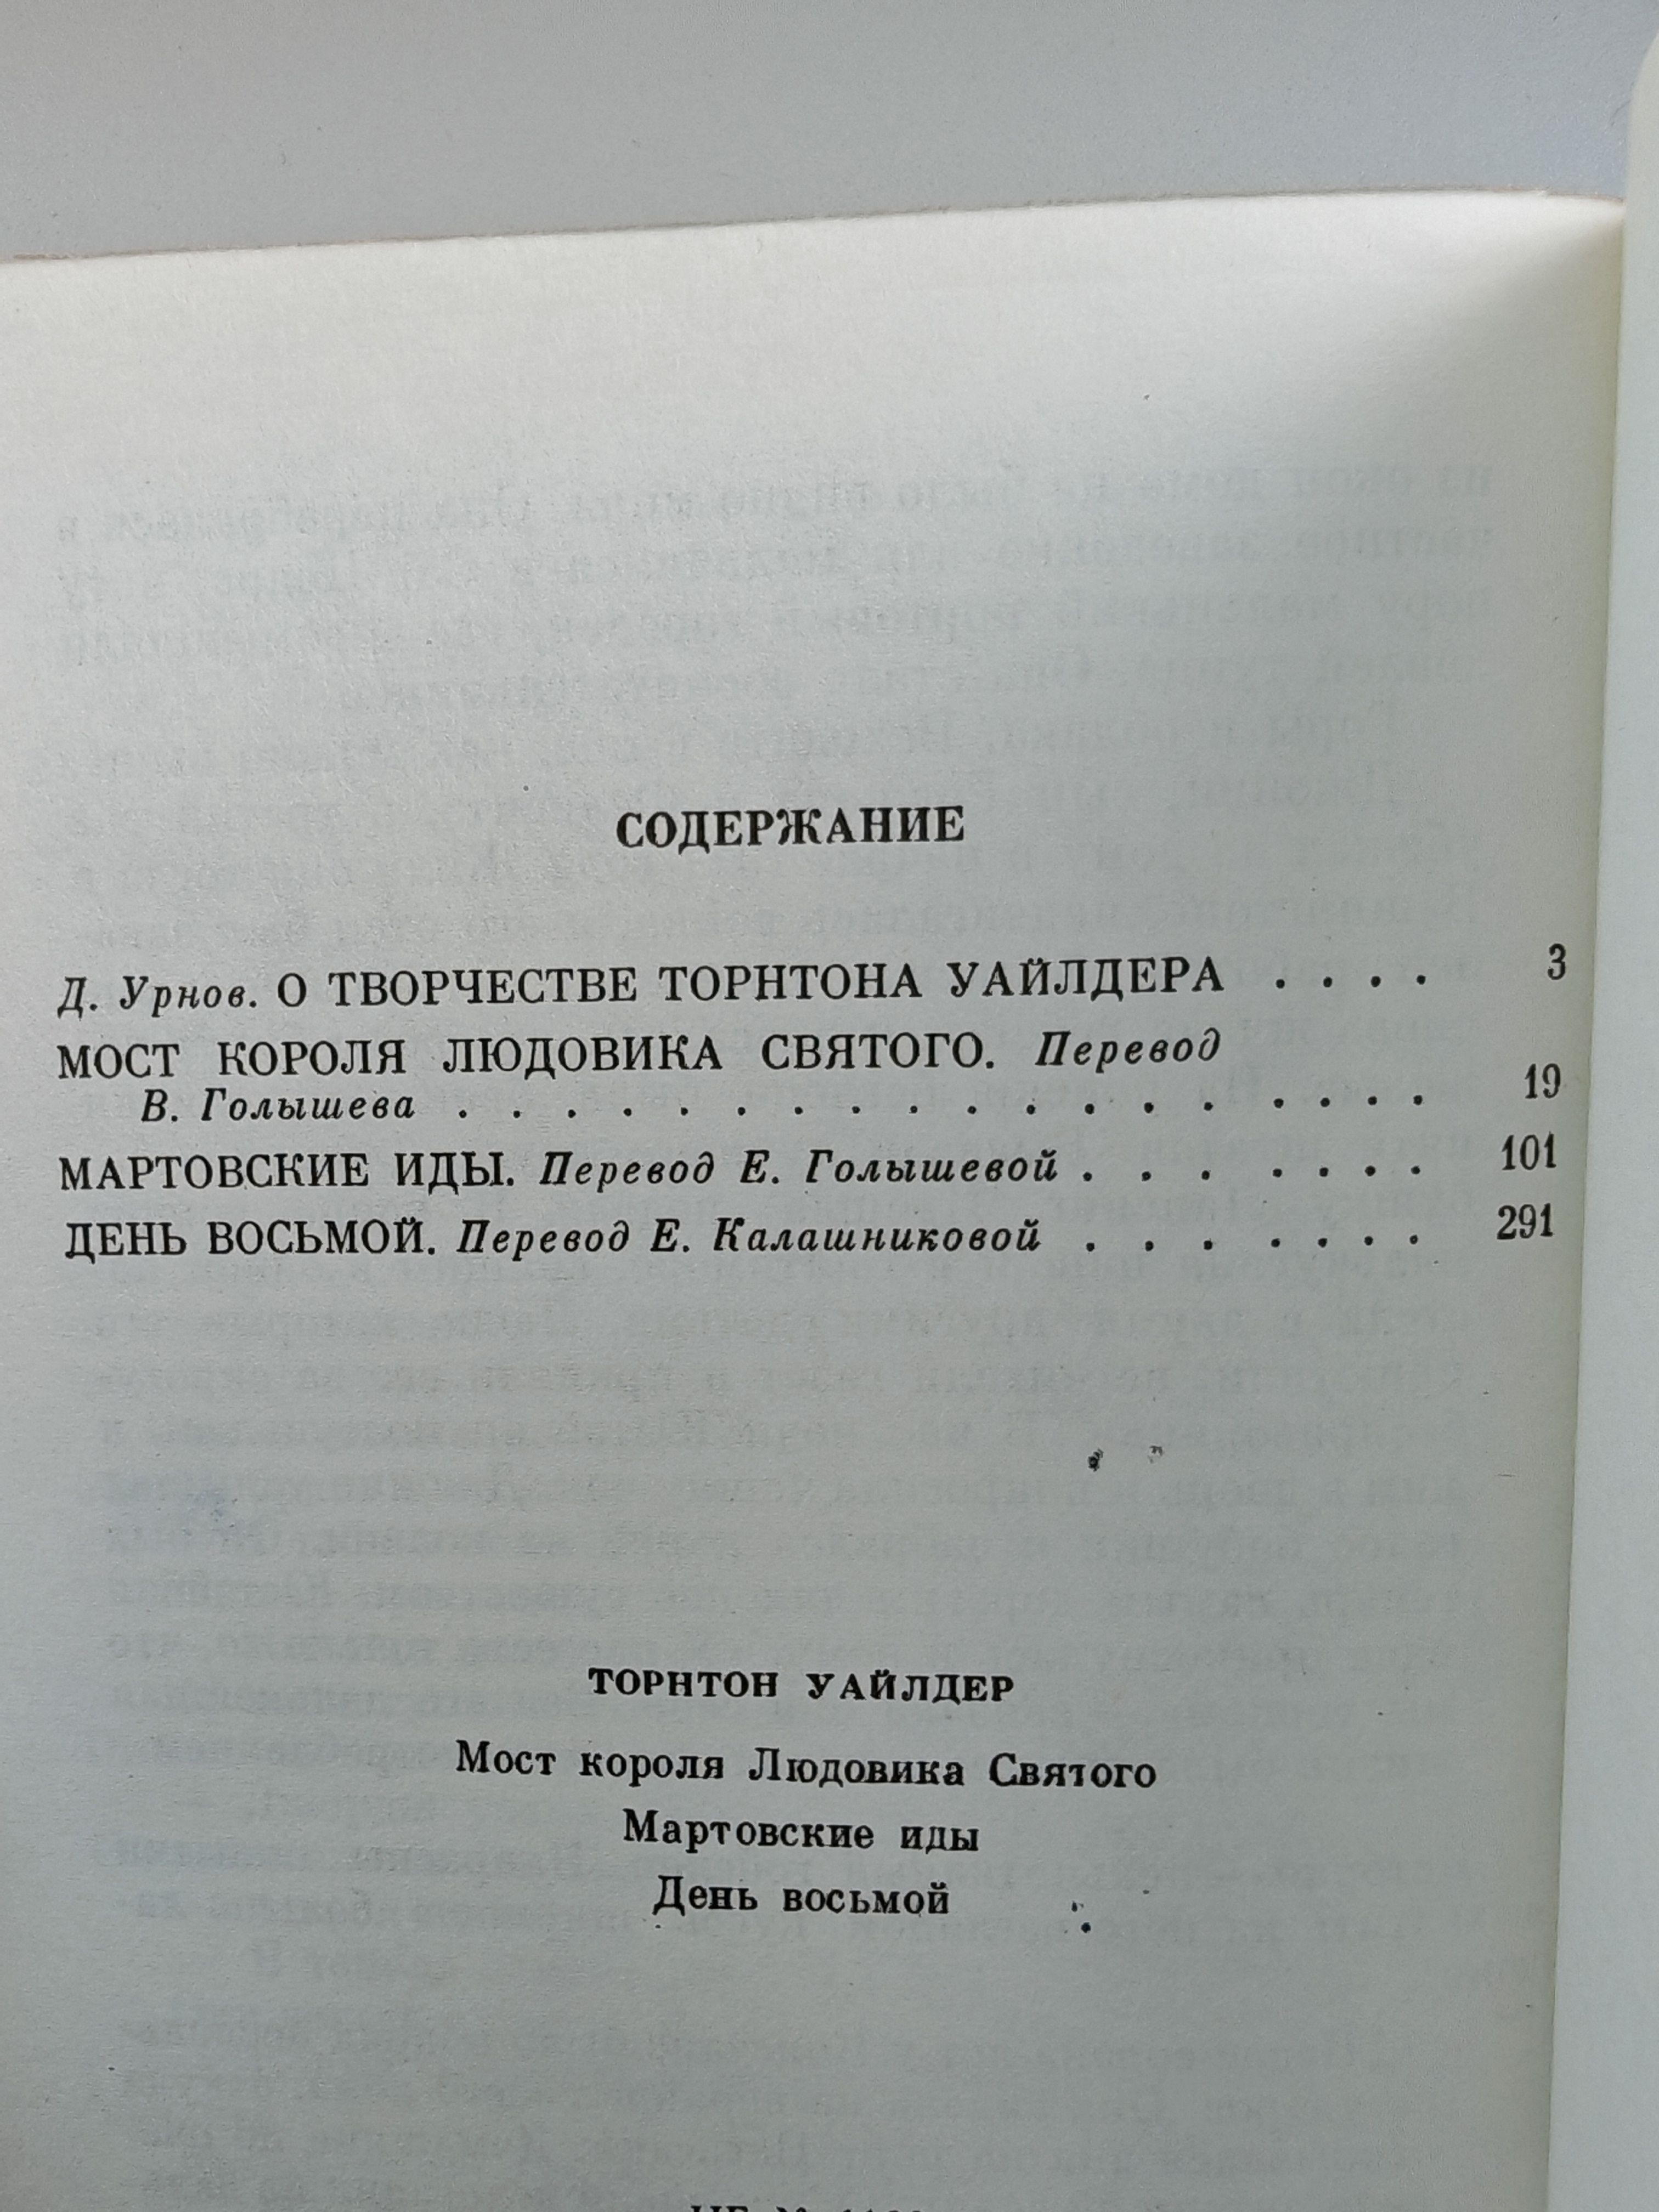 СОДЕРЖАНИЕ
Д. Урнов. О ТВОРЧЕСТВЕ ТОРНТОНА УАЙЛДЕРА . . . . 3
МОСТ КОРОЛЯ ЛЮДОВИКА СВЯТОГО. Перевод
В. Голышева . . . . . . . . . . . . . . . . . . 19
МАРТОВСКИЕ ИДЫ. Перевод Е. Голышевой . . . . . . . 101
ДЕНЬ ВОСЬМОЙ. Перевод Е. Калашниковой . . . . . . . 291
ТОРНТОН УАЙЛДЕР
Мост короля Людовика Святого
Мартовские иды
День восьмой